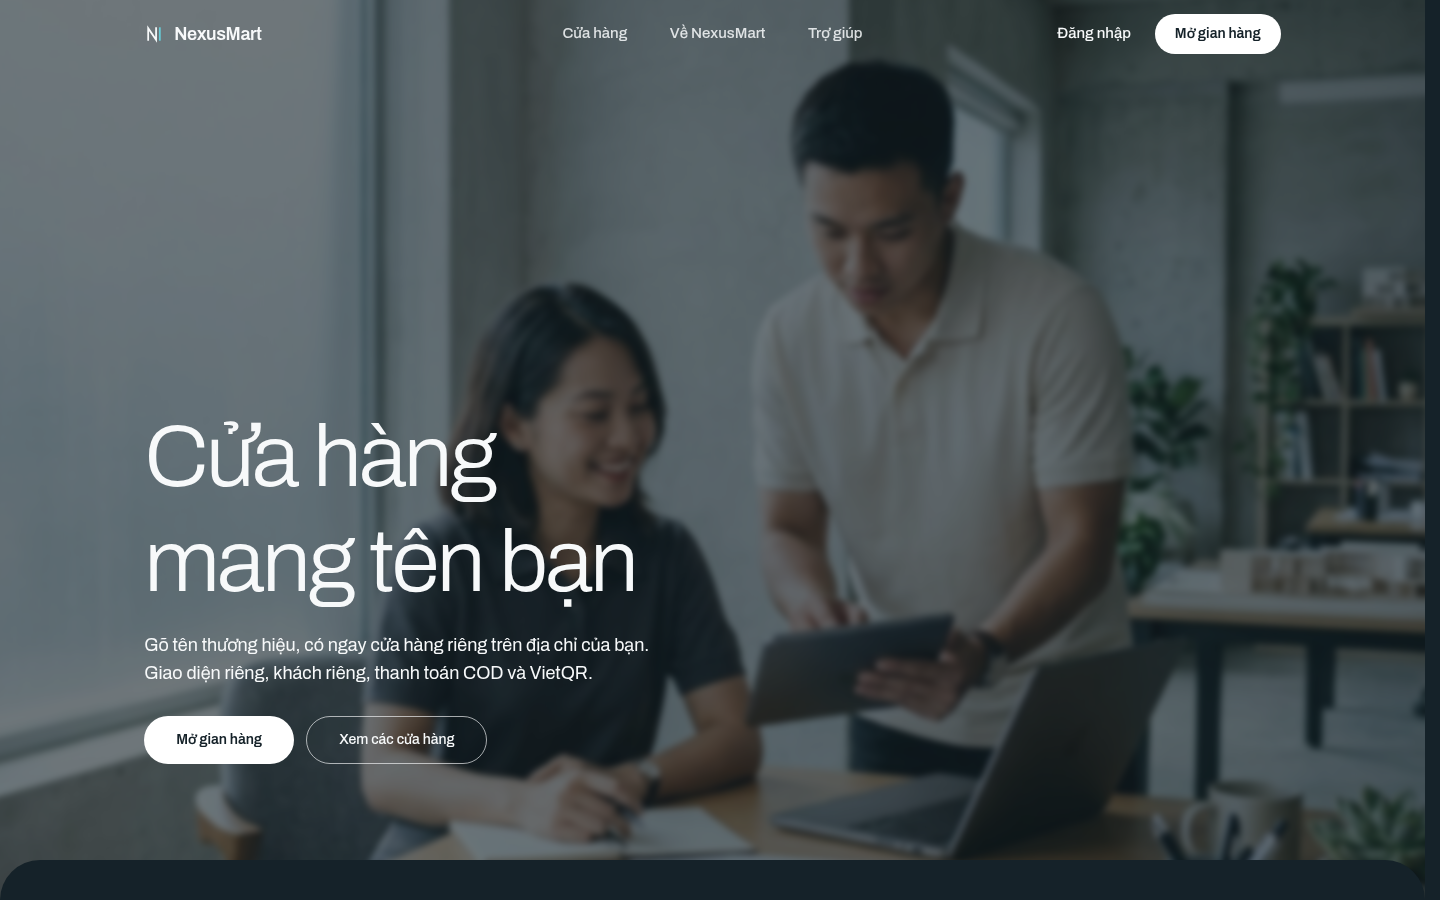 NexusMart
Cửa hàng
Về NexusMart
Trợ giúp
Đăng nhập
Mở gian hàng
Cửa hàng
mang tên bạn
Gõ tên thương hiệu, có ngay cửa hàng riêng trên địa chỉ của bạn.
Giao diện riêng, khách riêng, thanh toán COD và VietQR.
Mở gian hàng
Xem các cửa hàng